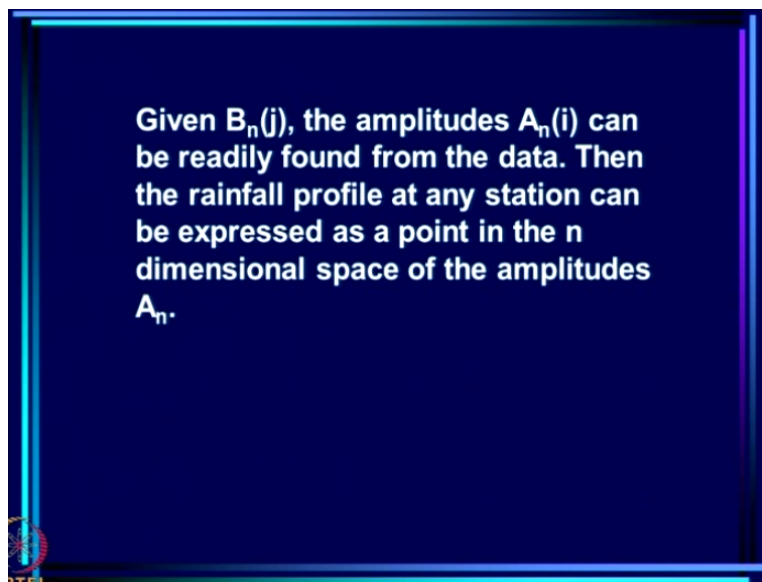 Given Bₙ(j), the amplitudes Aₙ(i) can
be readily found from the data. Then
the rainfall profile at any station can
be expressed as a point in the n
dimensional space of the amplitudes
Aₙ.